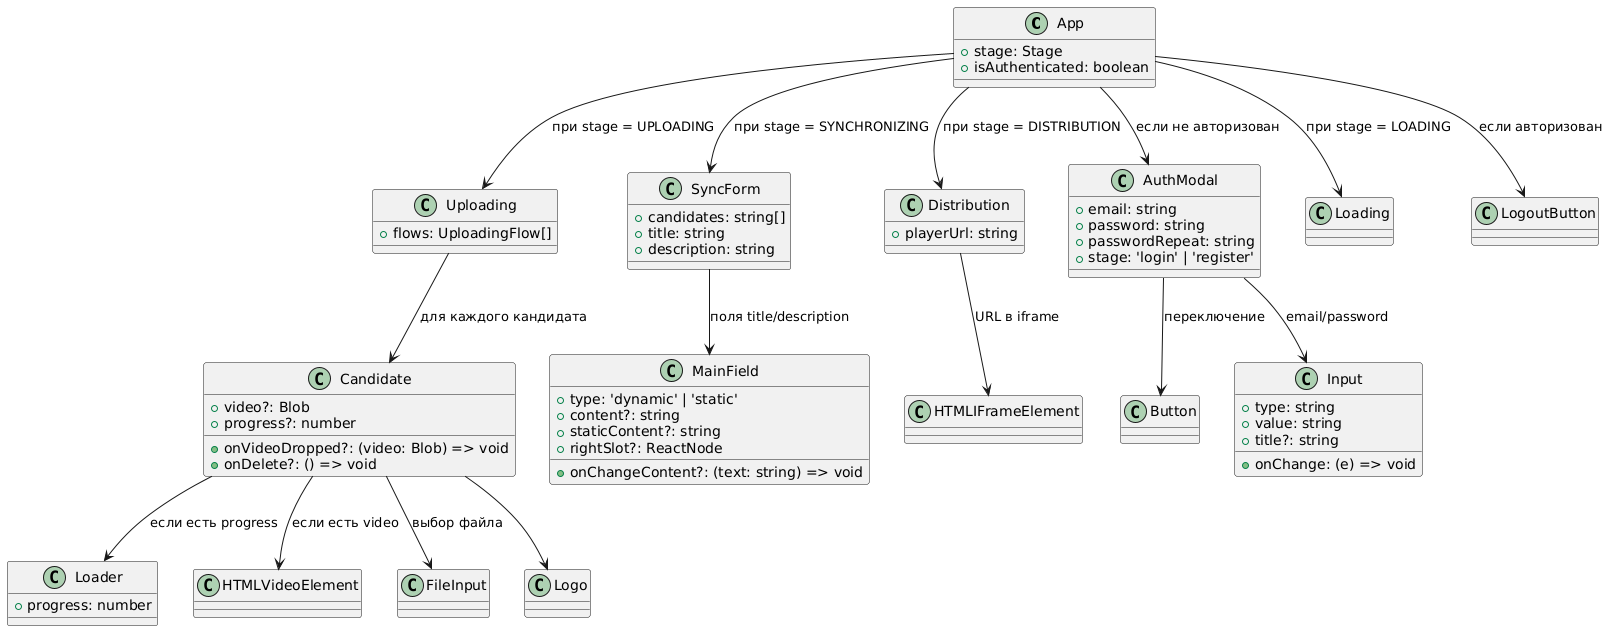 C App
stage: Stage
isAuthenticated: boolean
при stage = UPLOADING
при stage = SYNCHRONIZING
при stage = DISTRIBUTION
если не авторизован
при stage = LOADING
если авторизован
C Uploading
flows: UploadingFlow[]
C SyncForm
candidates: string[]
title: string
description: string
C Distribution
playerUrl: string
C AuthModal
email: string
password: string
passwordRepeat: string
stage: 'login' | 'register'
C Loading
C LogoutButton
для каждого кандидата
поля title/description
URL в iframe
переключение
email/password
C Candidate
video?: Blob
progress?: number
onVideoDropped?: (video: Blob) => void
onDelete?: () => void
C MainField
type: 'dynamic' | 'static'
content?: string
staticContent?: string
rightSlot?: ReactNode
onChangeContent?: (text: string) => void
C HTMLIFrameElement
C Button
C Input
type: string
value: string
title?: string
onChange: (e) => void
если есть progress
если есть video
выбор файла
C Loader
progress: number
C HTMLVideoElement
C FileInput
C Logo